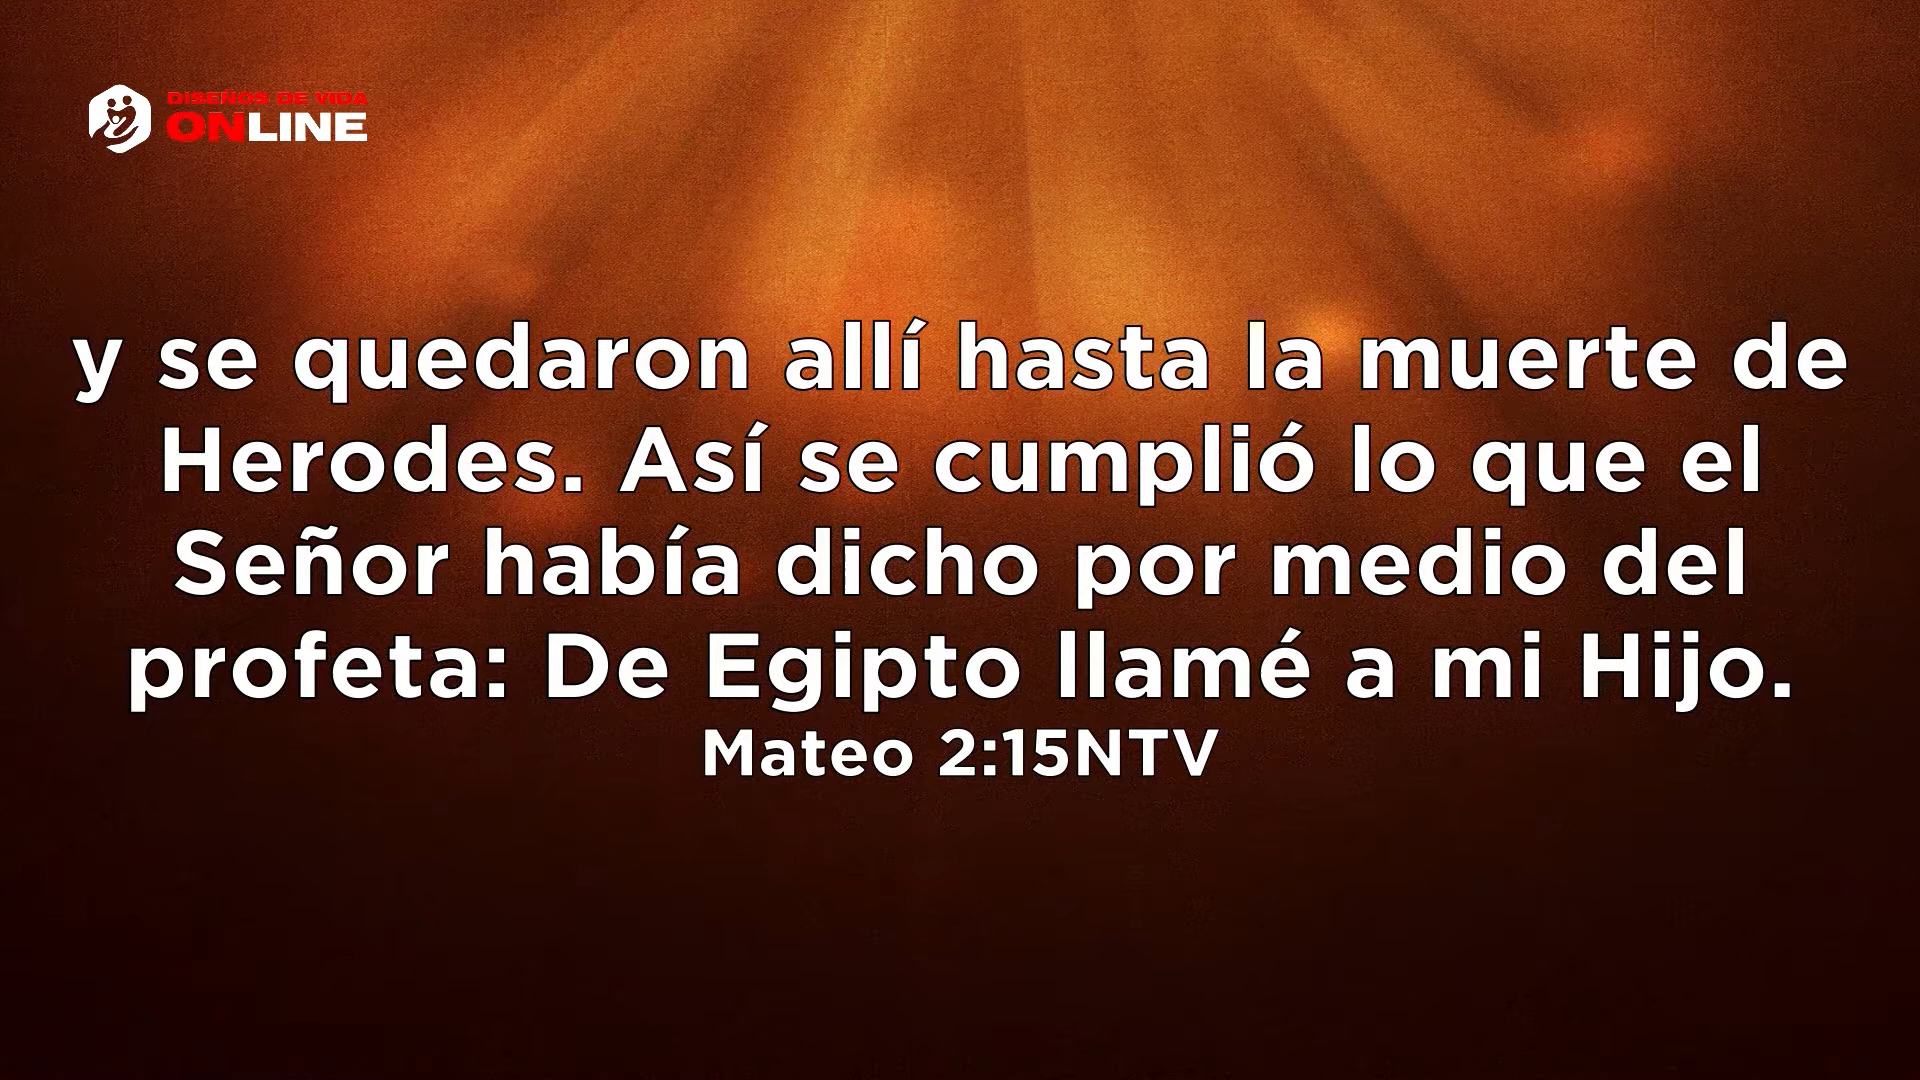 DISEÑOS DE VIDA
ONLINE
y se quedaron allí hasta la muerte de
Herodes. Así se cumplió lo que el
Señor había dicho por medio del
profeta: De Egipto llamé a mi Hijo.
Mateo 2:15NTV